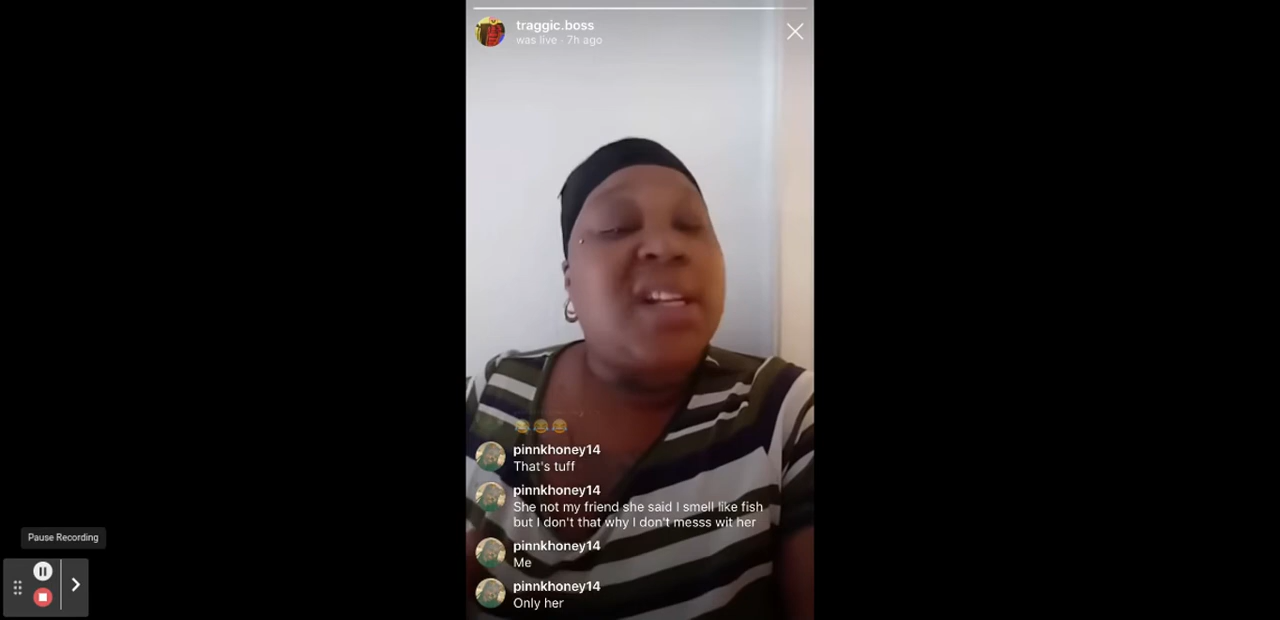 traggic.boss
was live · 7h ago
😂 😂 😂
pinnkhoney14
That's tuff
pinnkhoney14
She not my friend she said I smell like fish
but I don't that why I don't messs wit her
pinnkhoney14
Me
pinnkhoney14
Only her
Pause Recording